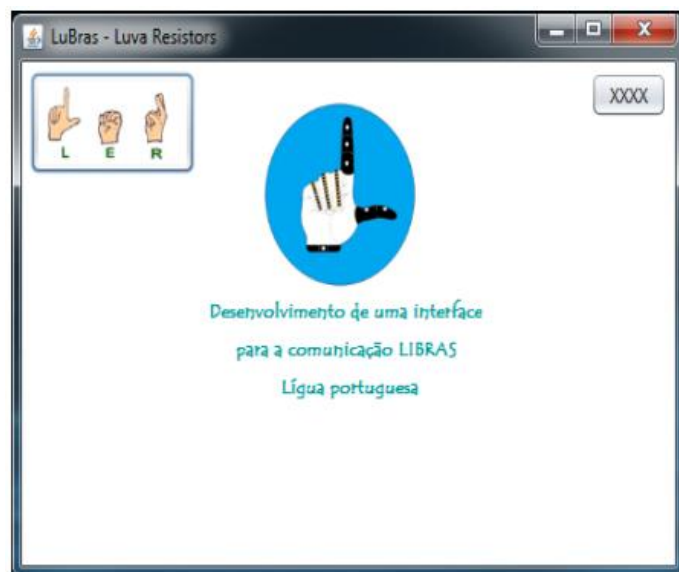 LuBras - Luva Resistors
L E R
XXXX
Desenvolvimento de uma interface
para a comunicação LIBRAS
Lígua portuguesa